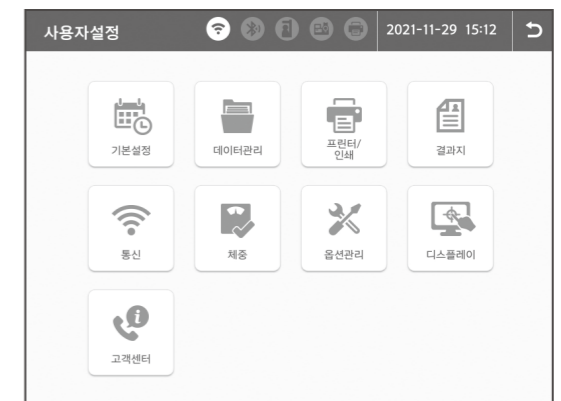 사용자설정
2021-11-29 15:12
기본설정
데이터관리
프린터/
인쇄
결과지
통신
체중
옵션관리
디스플레이
고객센터